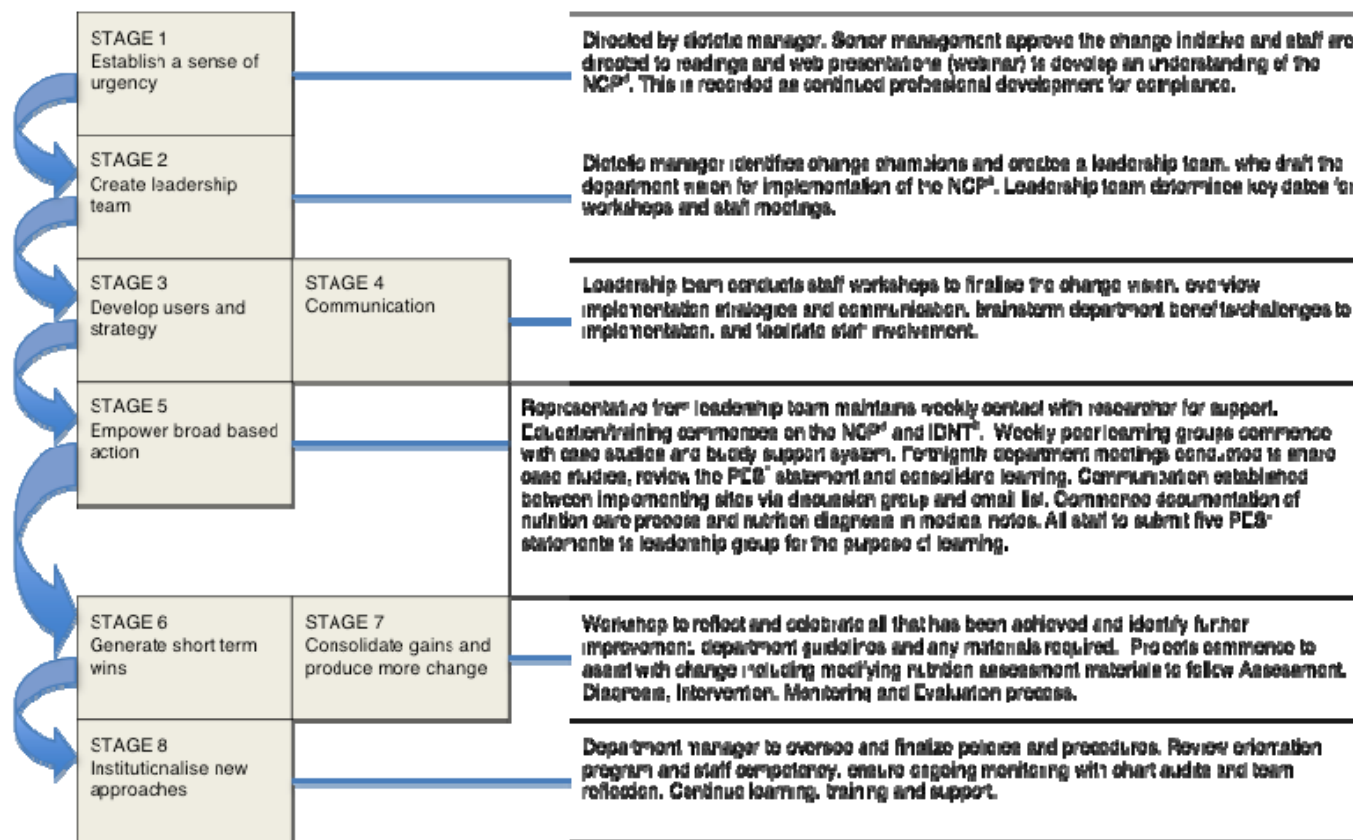 STAGE 1
Establish a sense of
urgency
Directed by dietetic manager. Senior management approve the change initiative and staff are
directed to readings and web presentations (webinar) to develop an understanding of the
NCP. This is recorded as continued professional development for compliance.
STAGE 2
Create leadership
team
Dietetic manager identifies change champions and creates a leadership team, who draft the
department vision for implementation of the NCP. Leadership team determines key dates for
workshops and staff meetings.
STAGE 3
Develop users and
strategy
STAGE 4
Communication
Leadership team conducts staff workshops to finalise the change vision, overview
implementation strategies and communication, brainstorm department benefits/challenges to
implementation, and facilitate staff involvement.
STAGE 5
Empower broad based
action
Representative from leadership team maintains weekly contact with researcher for support.
Education/training commences on the NCP and IDNT. Weekly peer learning groups commence
with case studies and buddy support system. Fortnightly department meetings conducted to share
case studies, review the PES statement and consolidate learning. Communication established
between implementing sites via discussion group and email list. Commence documentation of
nutrition care process and nutrition diagnosis in medical notes. All staff to submit five PES
statements to leadership group for the purpose of learning.
STAGE 6
Generate short term
wins
STAGE 7
Consolidate gains and
produce more change
Workshop to reflect and celebrate all that has been achieved and identify further
improvement, department guidelines and any materials required. Projects commence to
assist with change including modifying nutrition assessment materials to follow Assessment,
Diagnosis, Intervention, Monitoring and Evaluation process.
STAGE 8
Institutionalise new
approaches
Department manager to oversee and finalize policies and procedures. Review orientation
program and staff competency, ensure ongoing monitoring with chart audits and team
reflection. Continue learning, training and support.